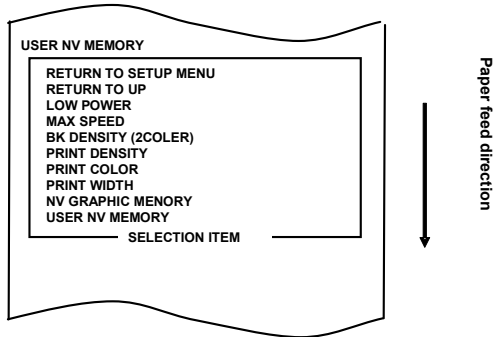 USER NV MEMORY
RETURN TO SETUP MENU
RETURN TO UP
LOW POWER
MAX SPEED
BK DENSITY (2COLER)
PRINT DENSITY
PRINT COLOR
PRINT WIDTH
NV GRAPHIC MENORY
USER NV MEMORY
SELECTION ITEM
Paper feed direction